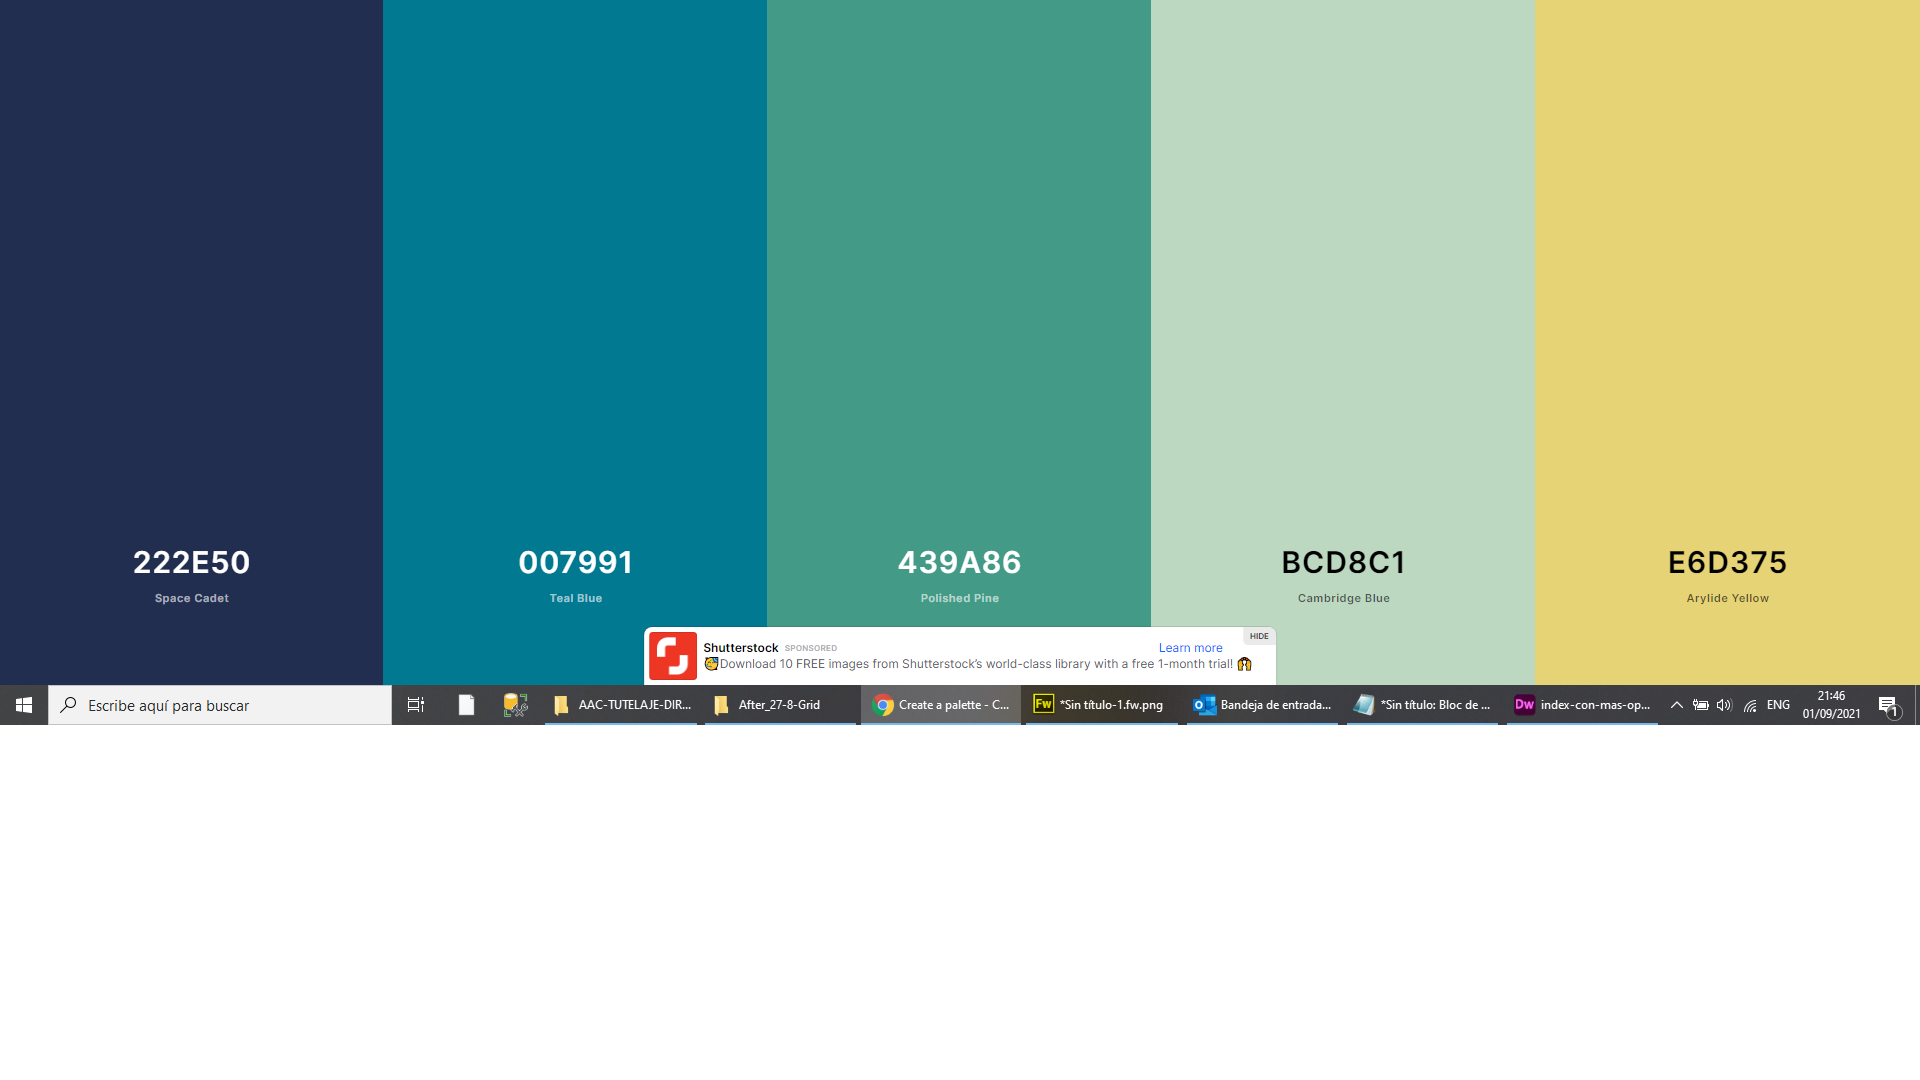 222E50
Space Cadet
007991
Teal Blue
439A86
Polished Pine
BCD8C1
Cambridge Blue
E6D375
Arylide Yellow
HIDE
Shutterstock SPONSORED Learn more
Download 10 FREE images from Shutterstock’s world-class library with a free 1-month trial!
Escribe aquí para buscar
AAC-TUTELAJE-DIR...
After_27-8-Grid
Create a palette - C...
Fw *Sin título-1.fw.png
Bandeja de entrada...
*Sin título: Bloc de ...
Dw index-con-mas-op...
ENG
21:46
01/09/2021
1